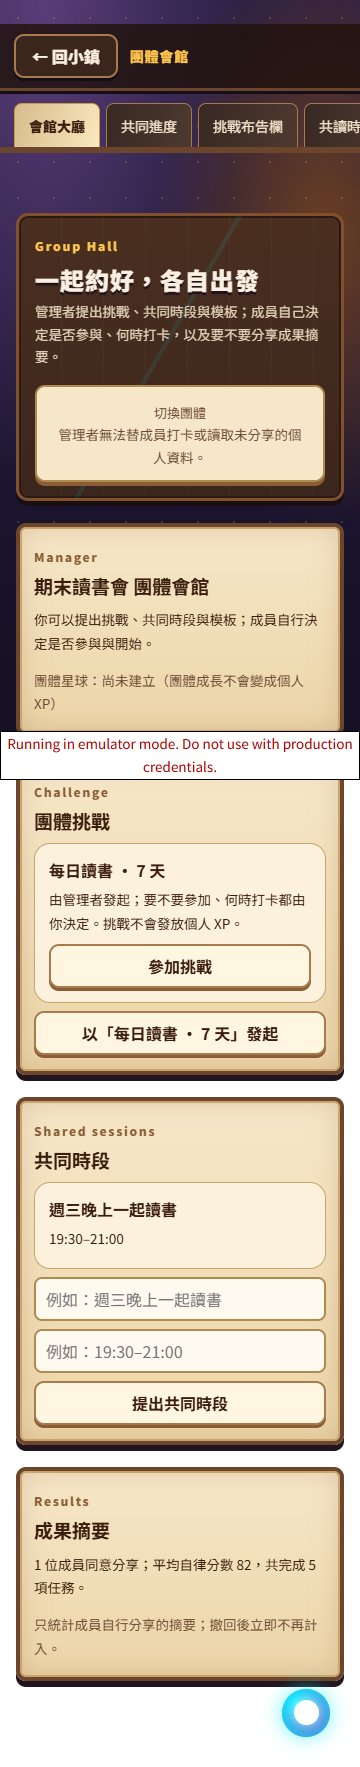 ← 回小鎮
團體會館
會館大廳
共同進度
挑戰布告欄
共讀時
Group Hall
一起約好，各自出發
管理者提出挑戰、共同時段與模板；成員自己決
定是否參與、何時打卡，以及要不要分享成果摘
要。
切換團體
管理者無法替成員打卡或讀取未分享的個
人資料。
Manager
期末讀書會 團體會館
你可以提出挑戰、共同時段與模板；成員自行決
定是否參與與開始。
團體星球：尚未建立（團體成長不會變成個人
XP）
Running in emulator mode. Do not use with production
credentials.
Challenge
團體挑戰
每日讀書 · 7 天
由管理者發起；要不要參加、何時打卡都由
你決定。挑戰不會發放個人 XP。
參加挑戰
以「每日讀書 · 7 天」發起
Shared sessions
共同時段
週三晚上一起讀書
19:30–21:00
例如：週三晚上一起讀書
例如：19:30–21:00
提出共同時段
Results
成果摘要
1 位成員同意分享；平均自律分數 82，共完成 5
項任務。
只統計成員自行分享的摘要；撤回後立即不再計
入。